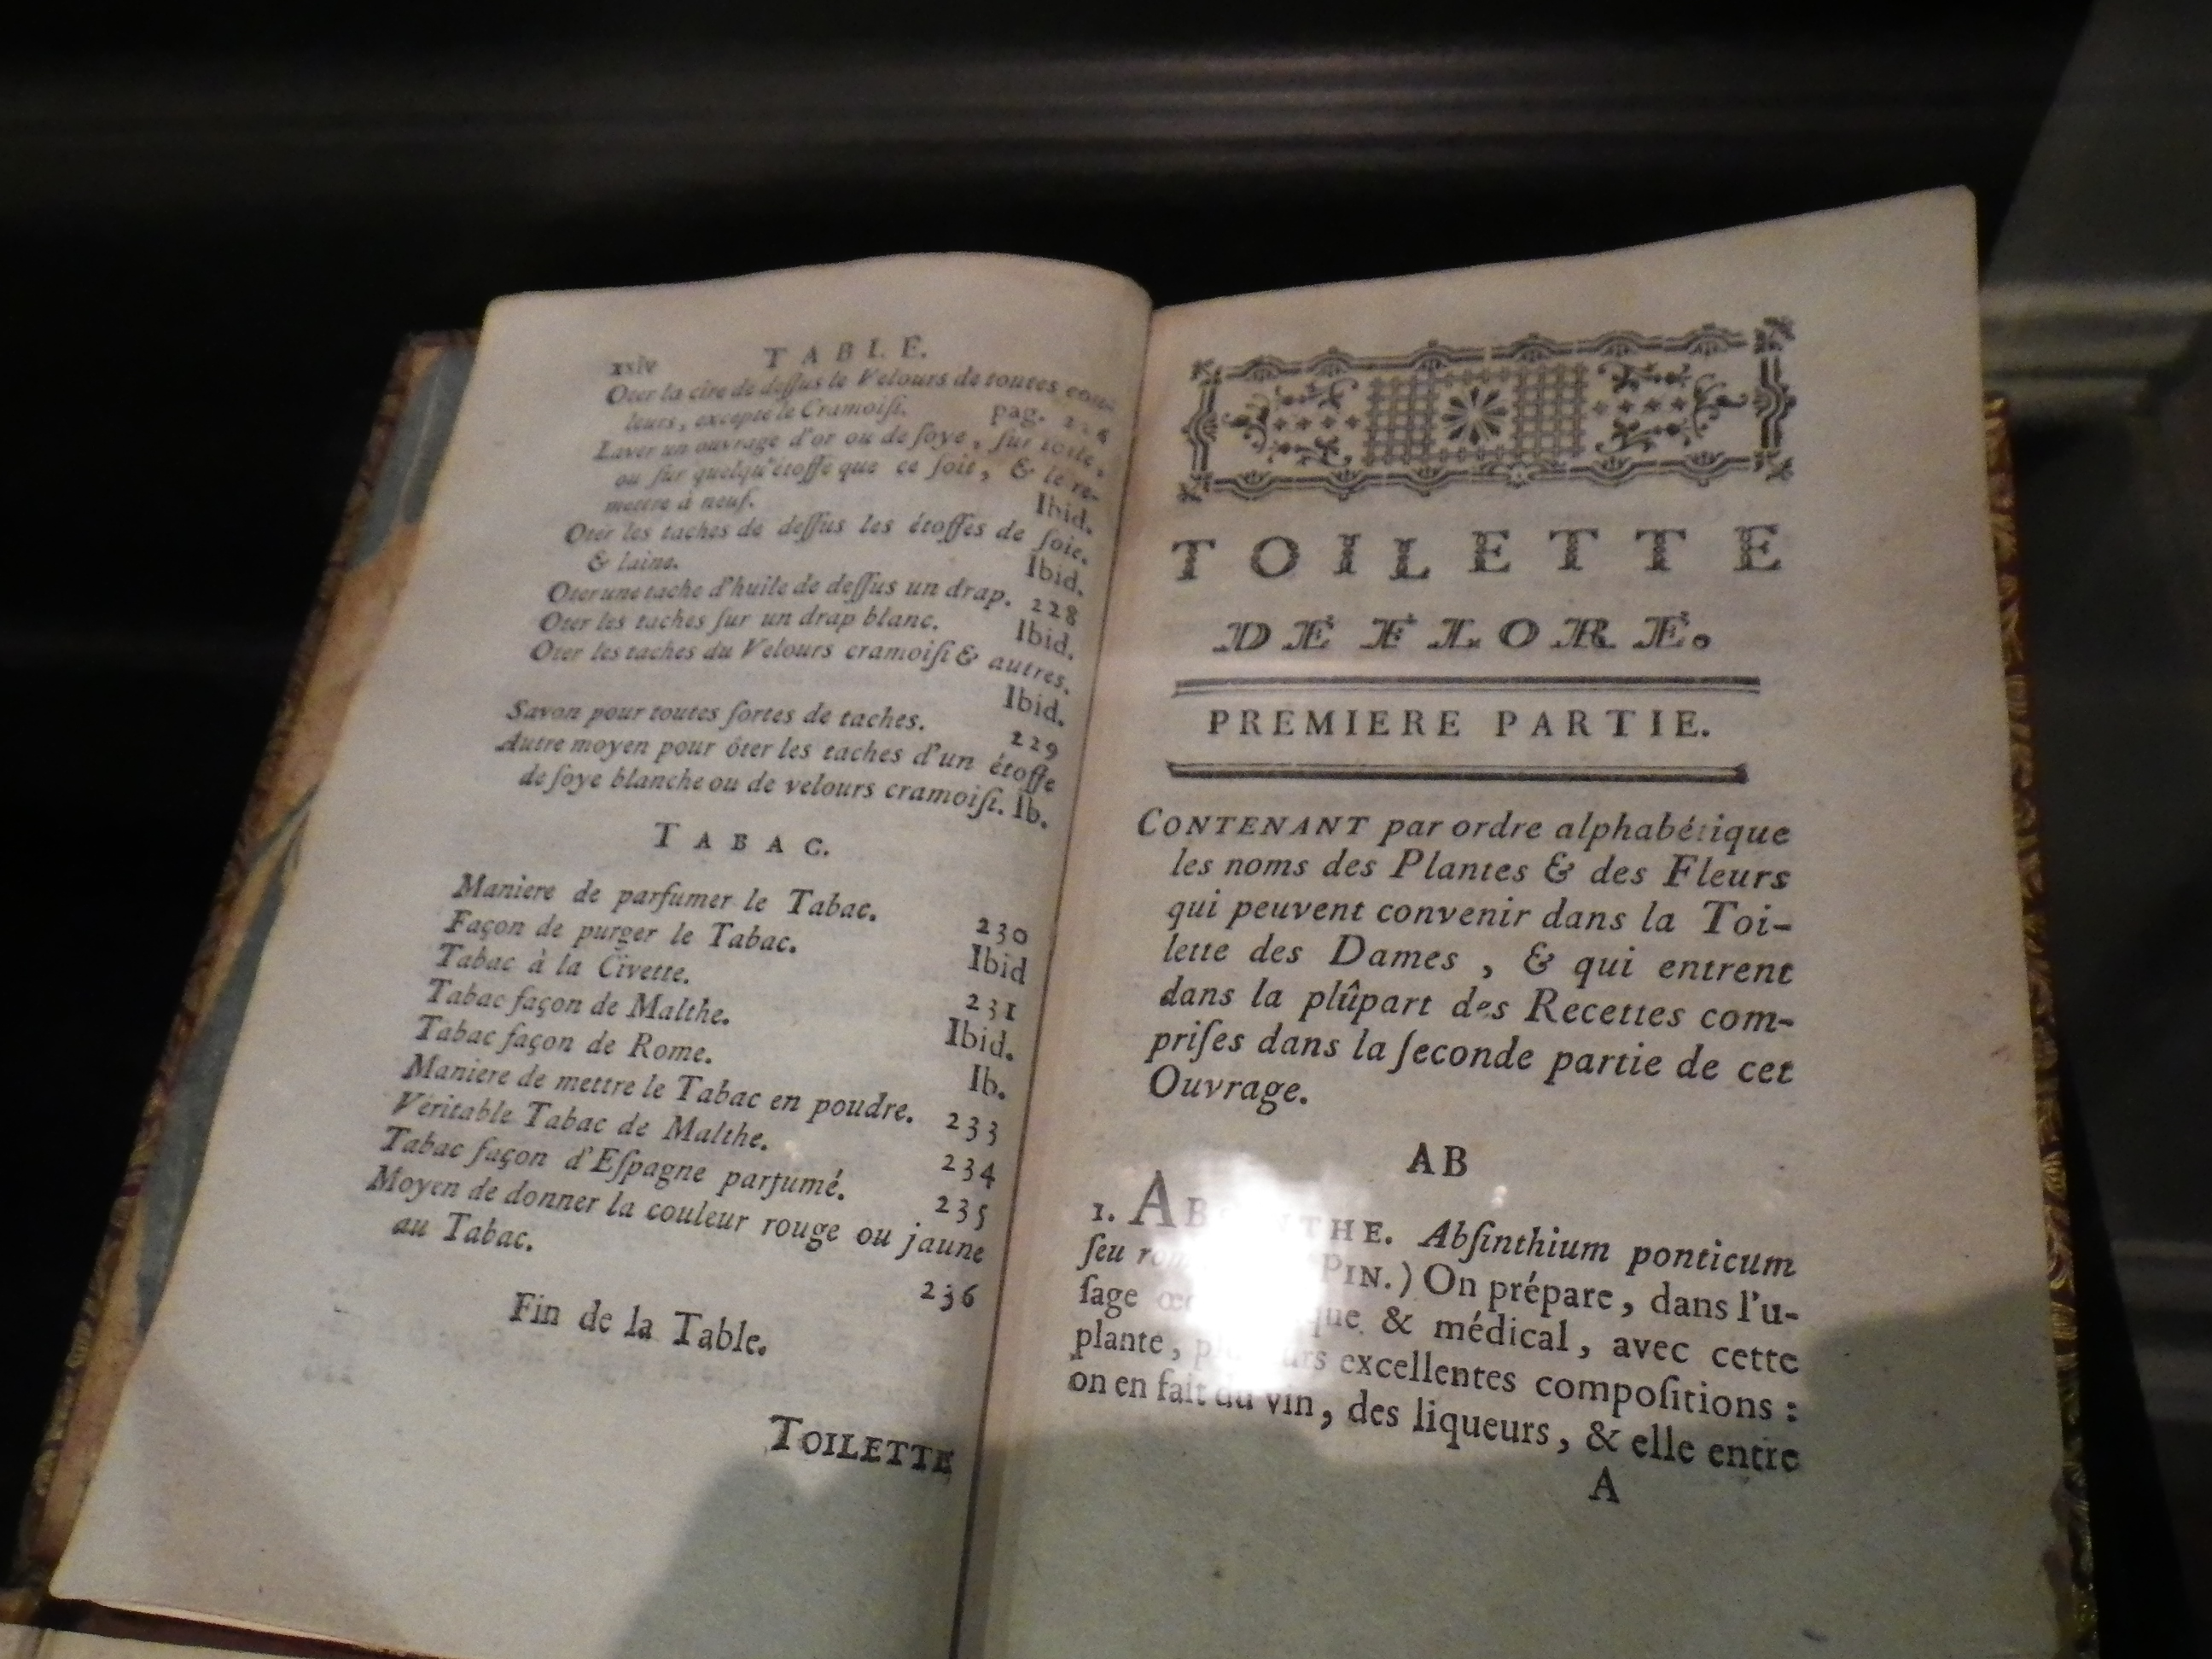 xxiv TABLE.
Oter la cire de deſſus le Velours de toutes cou-
leurs, excepté le Cramoiſi. pag.
Laver un ouvrage d'or ou de ſoye, ſur toile,
ou ſur quelqu'étoffe que ce ſoit, & le re-
mettre à neuf. Ibid.
Oter les taches de deſſus les étoffes de ſoie.
& laine. Ibid.
Oter une tache d'huile de deſſus un drap. 228
Oter les taches ſur un drap blanc. Ibid.
Oter les taches du Velours cramoiſi & autres.
Ibid.
Savon pour toutes ſortes de taches. 229
Autre moyen pour ôter les taches d'un étoffe
de ſoye blanche ou de velours cramoiſi. Ib.
TABAC.
Maniere de parfumer le Tabac. 230
Façon de purger le Tabac. Ibid
Tabac à la Civette. 231
Tabac façon de Malthe. Ibid.
Tabac façon de Rome. Ib.
Maniere de mettre le Tabac en poudre. 233
Véritable Tabac de Malthe. 234
Tabac façon d'Eſpagne parfumé. 235
Moyen de donner la couleur rouge ou jaune
au Tabac. 236
Fin de la Table.
TOILETTE
TOILETTE
DE FLORE.
PREMIERE PARTIE.
CONTENANT par ordre alphabétique
les noms des Plantes & des Fleurs
qui peuvent convenir dans la Toi-
lette des Dames, & qui entrent
dans la plûpart des Recettes com-
priſes dans la ſeconde partie de cet
Ouvrage.
AB
1. ABSINTHE. Abſinthium ponticum
ſeu PIN.) On prépare, dans l'u-
ſage & médical, avec cette
plante, excellentes compoſitions :
on en fait du vin, des liqueurs, & elle entre
A